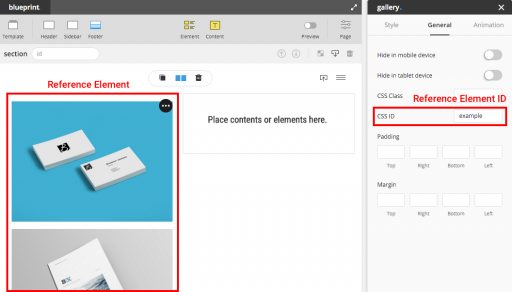 blueprint
Template
Header
Sidebar
Footer
Element
Content
Preview
Page
section
id
Reference Element
Place contents or elements here.
gallery.
Style
General
Animation
Hide in mobile device
Hide in tablet device
CSS Class
Reference Element ID
CSS ID
example
Padding
Top
Right
Bottom
Left
Margin
Top
Right
Bottom
Left